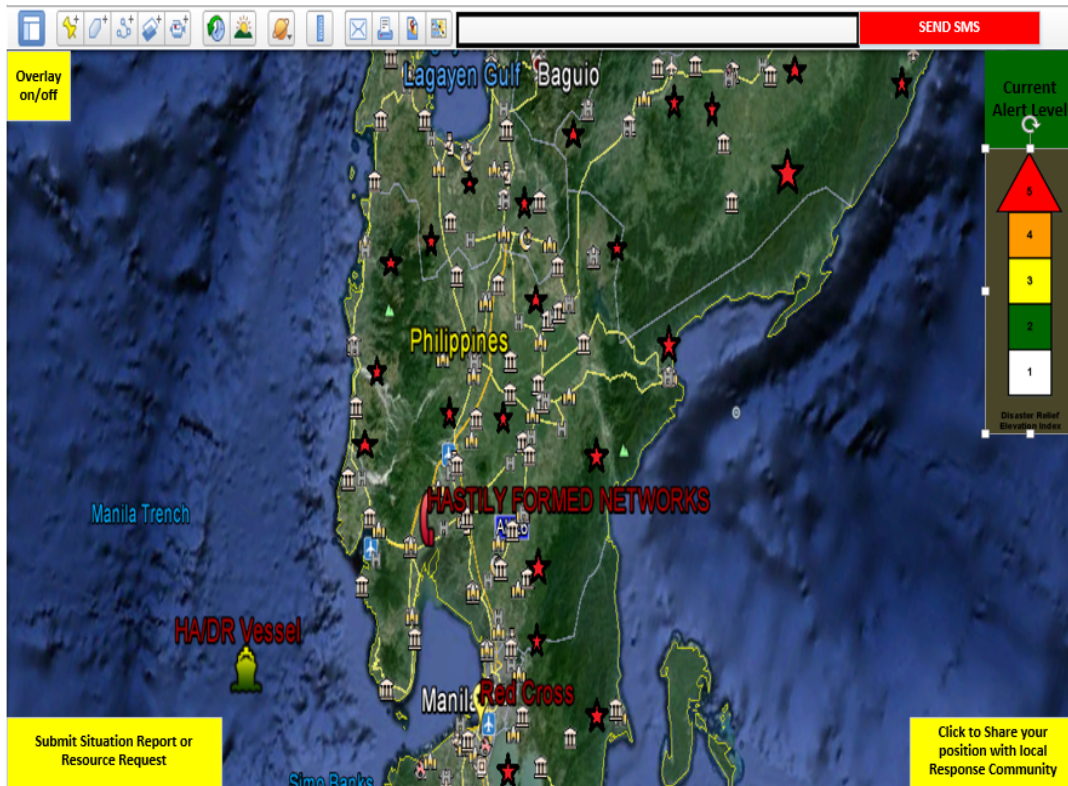 SEND SMS
Overlay
on/off
Lagayen Gulf
Baguio
Current
Alert Level
5
4
3
2
1
Disaster Relief
Elevation Index
Philippines
HASTILY FORMED NETWORKS
Manila Trench
HA/DR Vessel
Manila
Red Cross
Submit Situation Report or
Resource Request
Click to Share your
position with local
Response Community
Simo Banks